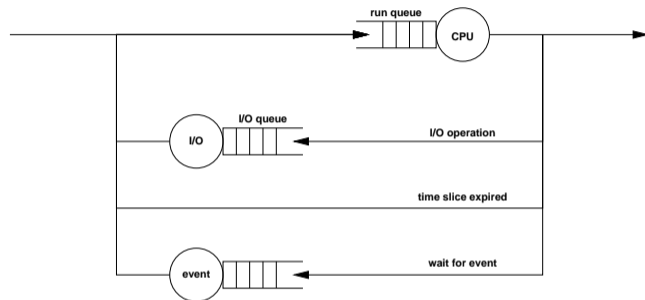 run queue
CPU
I/O queue
I/O
I/O operation
time slice expired
event
wait for event